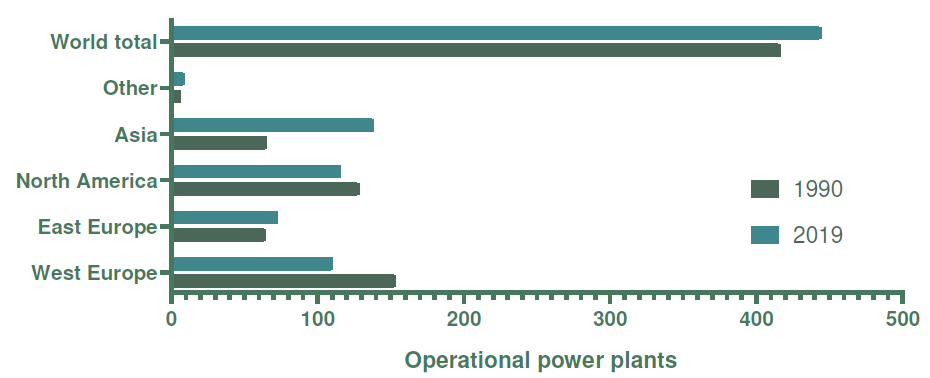 World total
Other
Asia
North America
East Europe
West Europe
1990
2019
0 100 200 300 400 500
Operational power plants